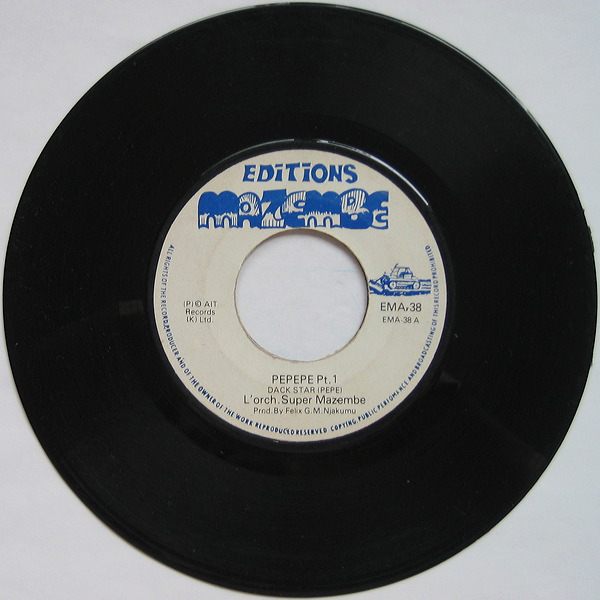 EDITIONS
MAZEMBE
(P)© AIT
Records
(K) Ltd.
EMA-38
EMA-38 A
PEPEPE Pt.1
DACK STAR (PEPE)
L'orch. Super Mazembe
Prod. By Felix G.M. Njakumu
ALL RIGHTS OF THE RECORD PRODUCER AND OF THE OWNER OF THE WORK REPRODUCED RESERVED COPTING, PUBLIC PERFOMANCE AND BROADCASTING OF THIS RECORD PROHIBITED